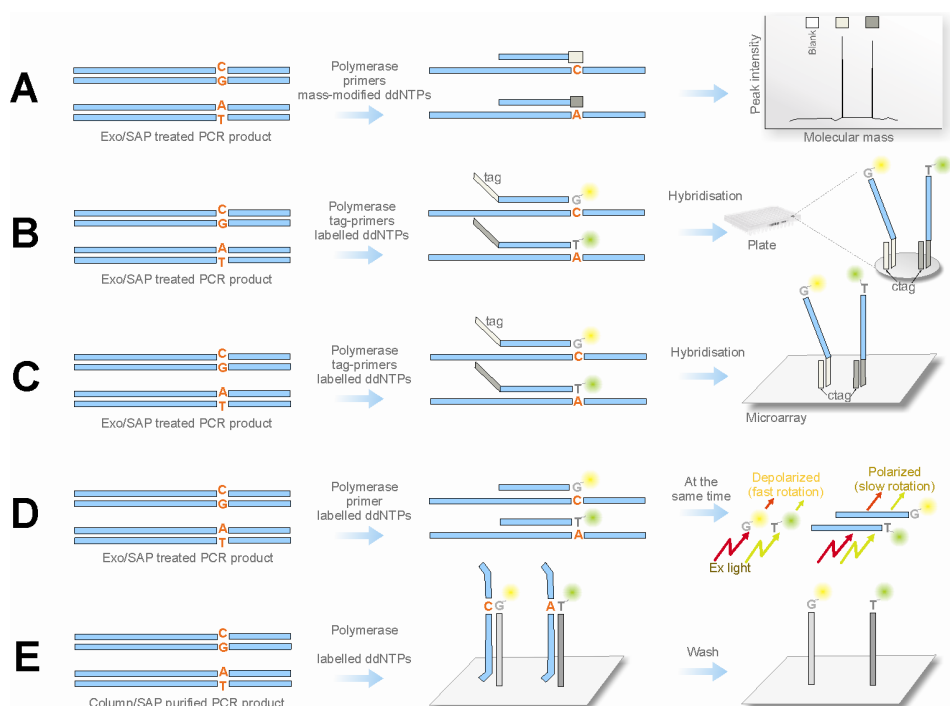 A
C
G
A
T
Exo/SAP treated PCR product
Polymerase
primers
mass-modified ddNTPs
C
A
Peak intensity
Blank
Molecular mass
B
C
G
A
T
Exo/SAP treated PCR product
Polymerase
tag-primers
labelled ddNTPs
tag
G
C
T
A
Hybridisation
Plate
G
T
ctag
C
C
G
A
T
Exo/SAP treated PCR product
Polymerase
tag-primers
labelled ddNTPs
tag
G
C
T
A
Hybridisation
G
T
ctag
Microarray
D
C
G
A
T
Exo/SAP treated PCR product
Polymerase
primer
labelled ddNTPs
G
C
T
A
At the
same time
Depolarized
(fast rotation)
Polarized
(slow rotation)
G
T
G
T
Ex light
E
C
G
A
T
Column/SAP purified PCR product
Polymerase
labelled ddNTPs
C G
A T
Wash
G
T